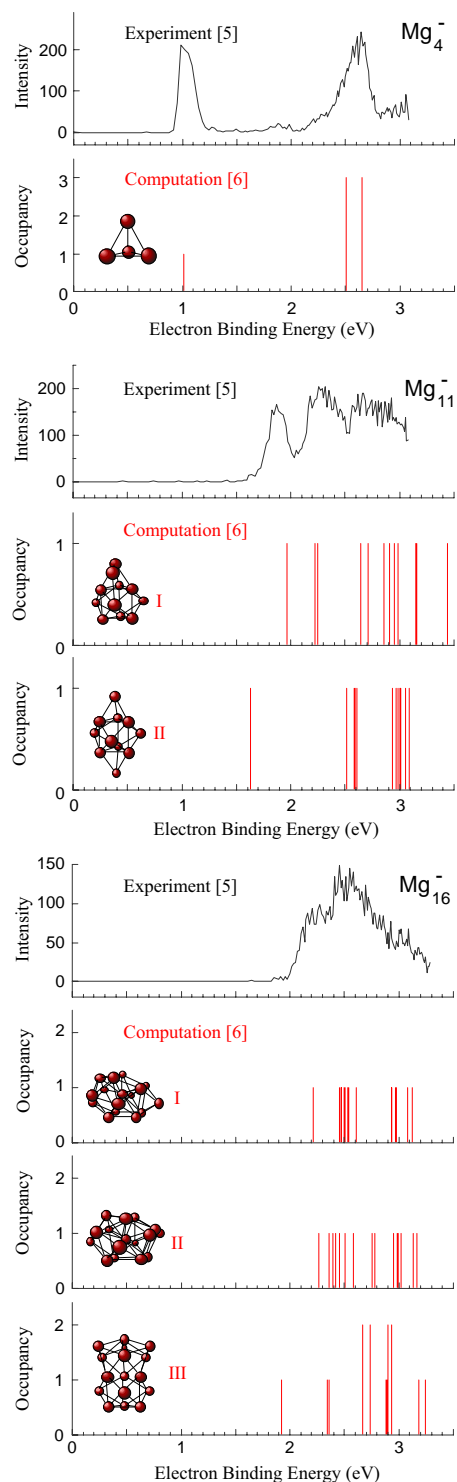 Experiment [5] Mg4-
Intensity
200
100
0
Computation [6]
Occupancy
3
2
1
0
0 1 2 3
Electron Binding Energy (eV)
Experiment [5] Mg11-
Intensity
200
100
0
Computation [6]
Occupancy
1
0
I
Occupancy
1
0
II
0 1 2 3
Electron Binding Energy (eV)
Experiment [5] Mg16-
Intensity
150
100
50
0
Computation [6]
Occupancy
2
1
0
I
Occupancy
2
1
0
II
Occupancy
2
1
0
III
0 1 2 3
Electron Binding Energy (eV)